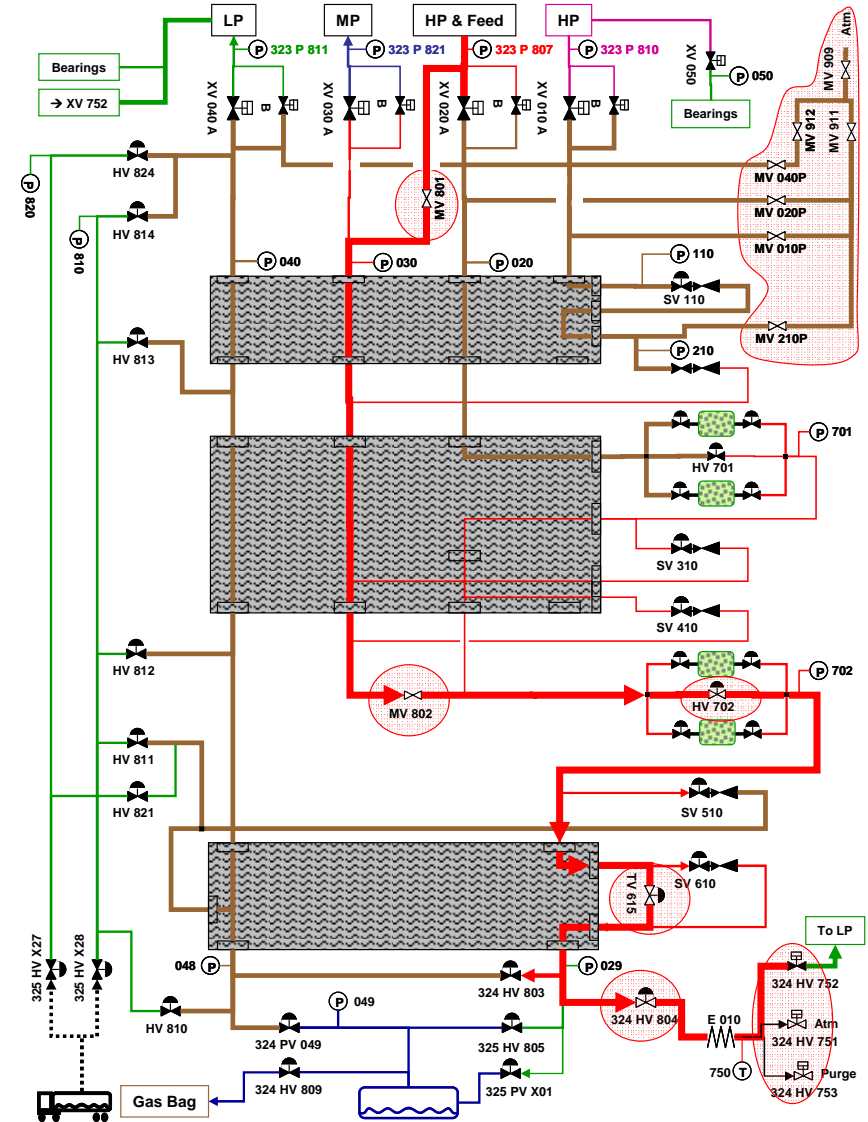 LP
MP
HP & Feed
HP
Atm
P 323 P 811
P 323 P 821
P 323 P 807
P 323 P 810
XV 050
P 050
MV 909
Bearings
→ XV 752
Bearings
XV 040 A
B
XV 030 A
B
XV 020 A
XV 010 A
B
MV 912
MV 911
HV 824
P 820
MV 040P
MV 801
HV 814
P 810
MV 020P
MV 010P
P 040
P 030
P 020
P 110
SV 110
MV 210P
HV 813
P 210
P 701
HV 701
SV 310
SV 410
HV 812
P 702
HV 702
MV 802
HV 811
HV 821
SV 510
SV 610
TV 615
To LP
325 HV X27
325 HV X28
048 P
P 029
324 HV 803
324 HV 752
HV 810
P 049
324 HV 804
E 010
Atm
324 HV 751
324 PV 049
325 HV 805
750 T
Purge
324 HV 753
324 HV 809
325 PV X01
Gas Bag